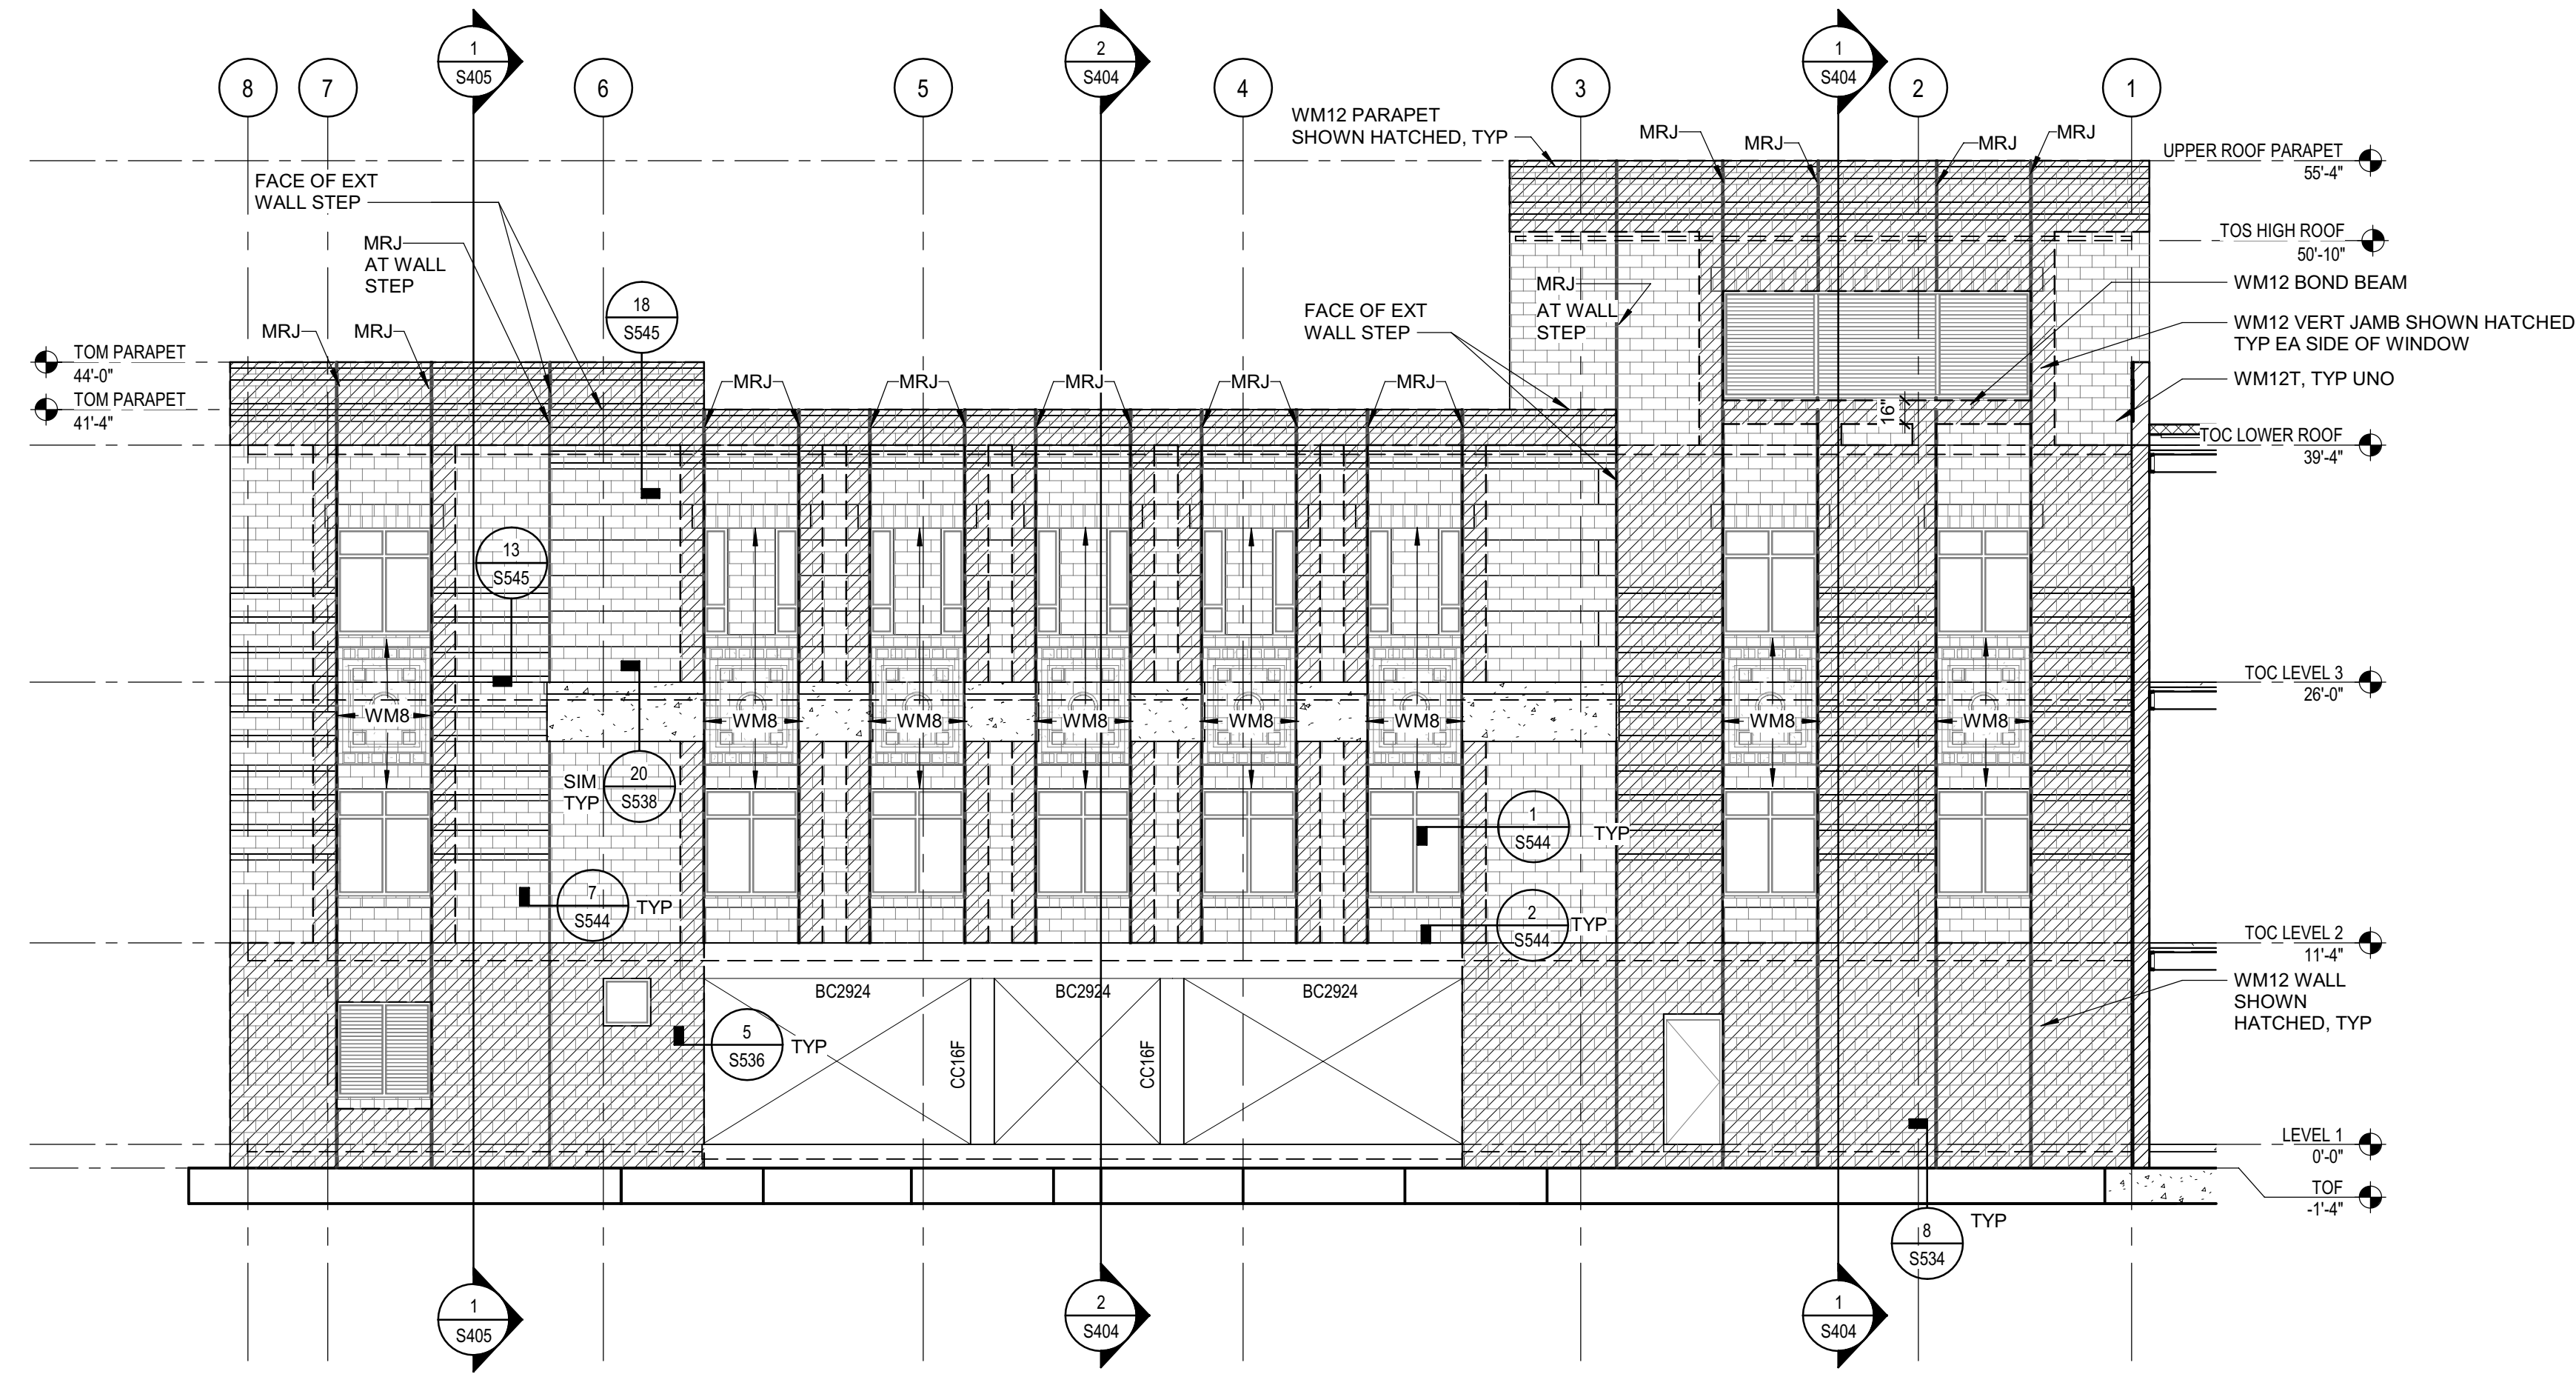 1
S405
2
S404
1
S404
8
7
6
5
4
3
2
1
WM12 PARAPET
SHOWN HATCHED, TYP
MRJ
MRJ
MRJ
MRJ
UPPER ROOF PARAPET
55'-4"
FACE OF EXT
WALL STEP
MRJ
AT WALL
STEP
TOS HIGH ROOF
50'-10"
18
S545
MRJ
AT WALL
STEP
WM12 BOND BEAM
FACE OF EXT
WALL STEP
MRJ
MRJ
WM12 VERT JAMB SHOWN HATCHED
TYP EA SIDE OF WINDOW
TOM PARAPET
44'-0"
TOM PARAPET
41'-4"
MRJ
MRJ
MRJ
MRJ
MRJ
WM12T, TYP UNO
16"
TOC LOWER ROOF
39'-4"
13
S545
TOC LEVEL 3
26'-0"
WM8
WM8
WM8
WM8
WM8
WM8
WM8
WM8
SIM
TYP
20
S538
1
S544
TYP
7
S544
TYP
2
S544
TYP
TOC LEVEL 2
11'-4"
BC2924
BC2924
BC2924
WM12 WALL
SHOWN
HATCHED, TYP
5
S536
TYP
CC16F
CC16F
LEVEL 1
0'-0"
TOF
-1'-4"
8
S534
TYP
1
S405
2
S404
1
S404